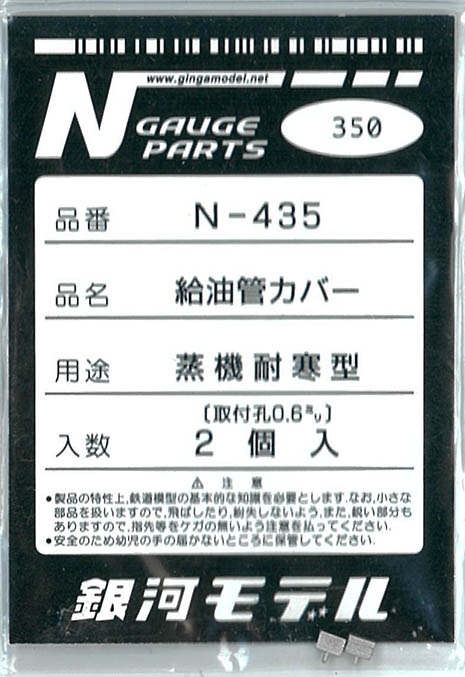 www.gingamodel.net
N GAUGE PARTS
350
品番 N-435
品名 給油管カバー
用途 蒸機耐寒型
(取付孔0.6㍉)
入数 2個入
⚠ 注 意
•製品の特性上,鉄道模型の基本的な知識を必要とします.なお,小さな
部品を扱いますので,飛ばしたり,紛失しないよう,また,鋭い部分も
ありますので,指先等をケガの無いよう注意を払ってください.
•安全のため幼児の手の届かないところに保管してください.
銀河モデル